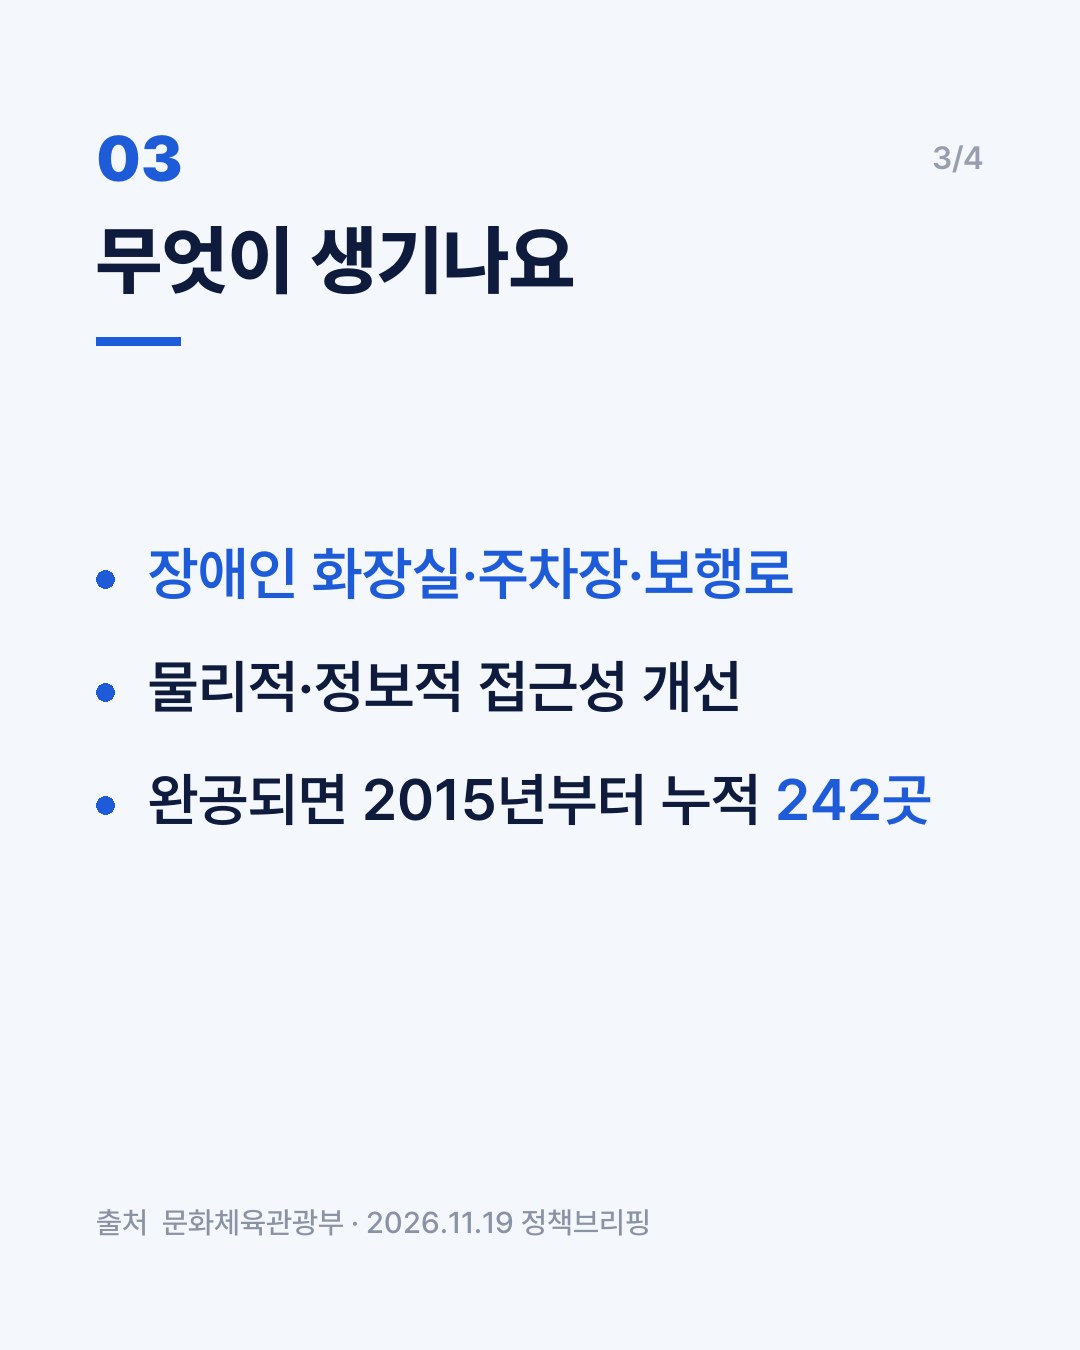 03
3/4
무엇이 생기나요
장애인 화장실·주차장·보행로
물리적·정보적 접근성 개선
완공되면 2015년부터 누적 242곳
출처 문화체육관광부 · 2026.11.19 정책브리핑